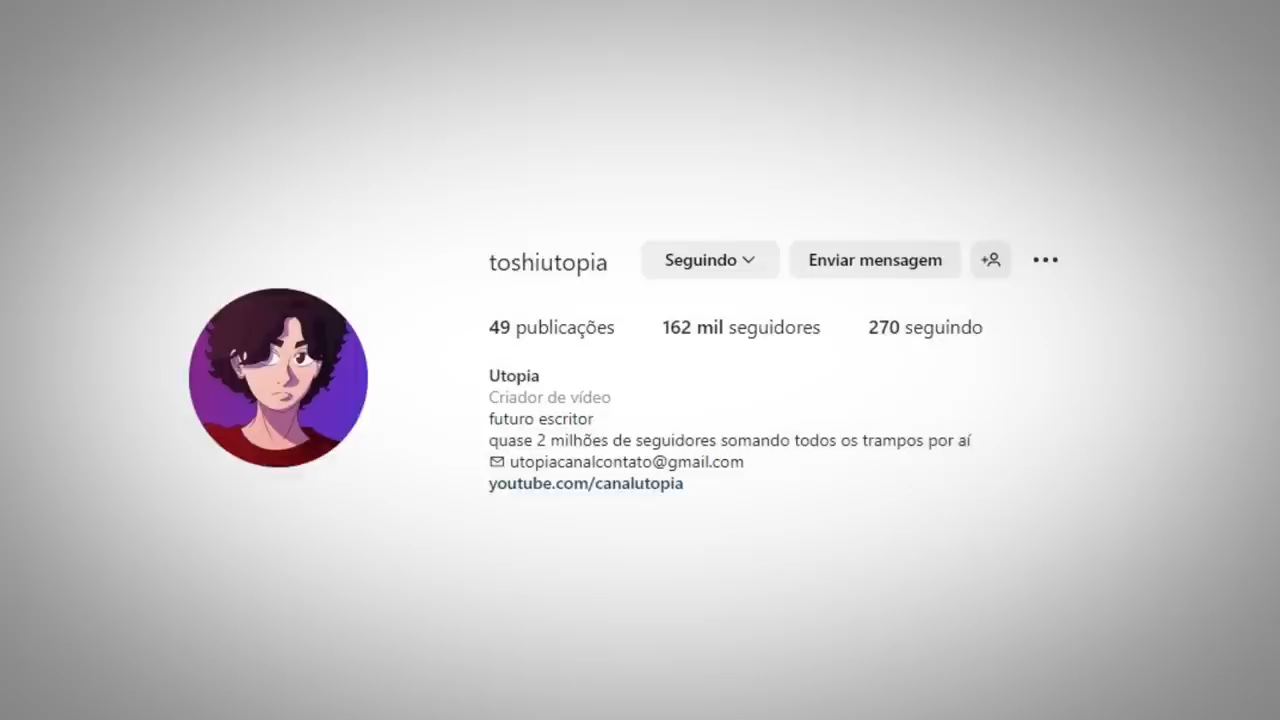 toshiutopia Seguindo Enviar mensagem
49 publicações 162 mil seguidores 270 seguindo
Utopia
Criador de vídeo
futuro escritor
quase 2 milhões de seguidores somando todos os trampos por aí
utopiacanalcontato@gmail.com
youtube.com/canalutopia